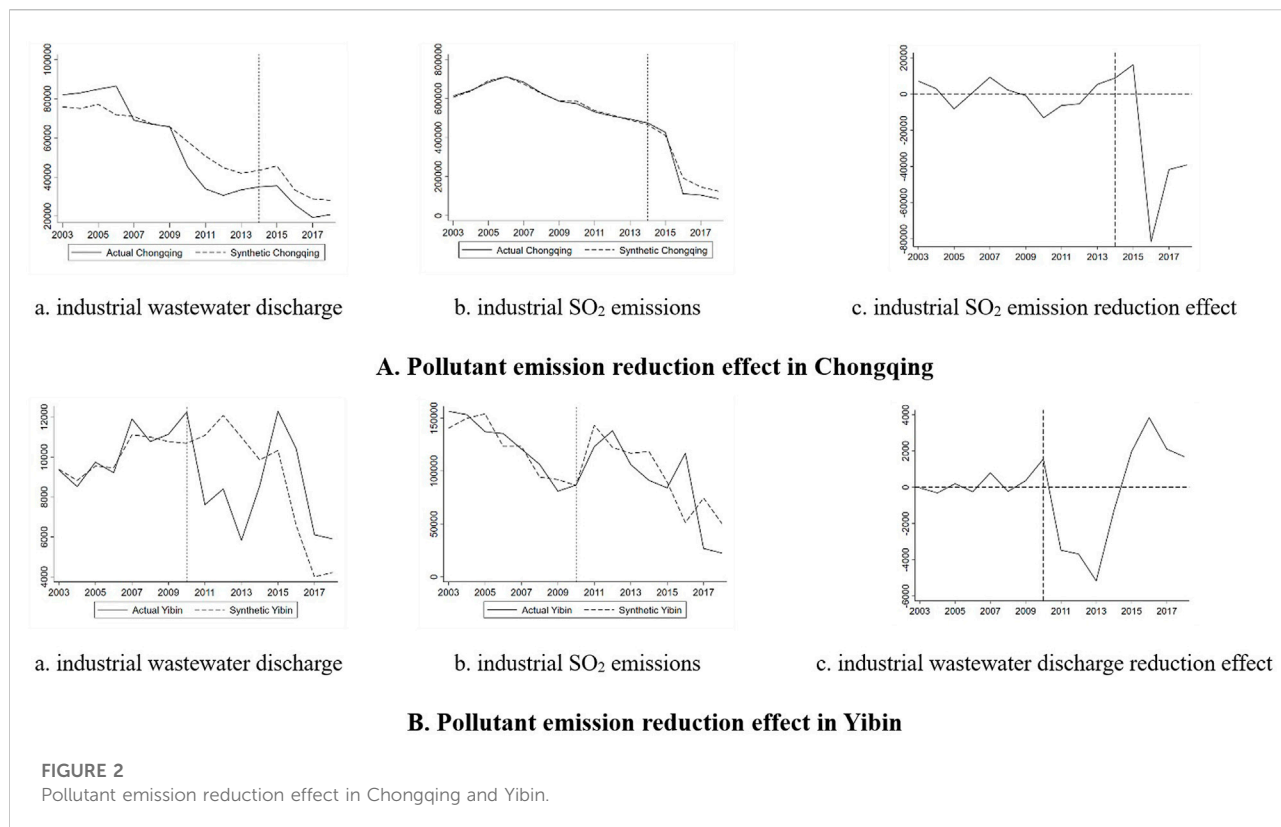 100000
80000
60000
40000
20000
2003 2005 2007 2009 2011 2013 2015 2017
Actual Chongqing Synthetic Chongqing
800000
600000
400000
200000
0
2003 2005 2007 2009 2011 2013 2015 2017
Actual Chongqing Synthetic Chongqing
20000
0
-20000
-40000
-60000
-80000
2003 2005 2007 2009 2011 2013 2015 2017
a. industrial wastewater discharge
b. industrial SO₂ emissions
c. industrial SO₂ emission reduction effect
A. Pollutant emission reduction effect in Chongqing
12000
10000
8000
6000
4000
2003 2005 2007 2009 2011 2013 2015 2017
Actual Yibin Synthetic Yibin
150000
100000
50000
0
2003 2005 2007 2009 2011 2013 2015 2017
Actual Yibin Synthetic Yibin
4000
2000
0
-2000
-4000
-6000
2003 2005 2007 2009 2011 2013 2015 2017
a. industrial wastewater discharge
b. industrial SO₂ emissions
c. industrial wastewater discharge reduction effect
B. Pollutant emission reduction effect in Yibin
FIGURE 2
Pollutant emission reduction effect in Chongqing and Yibin.